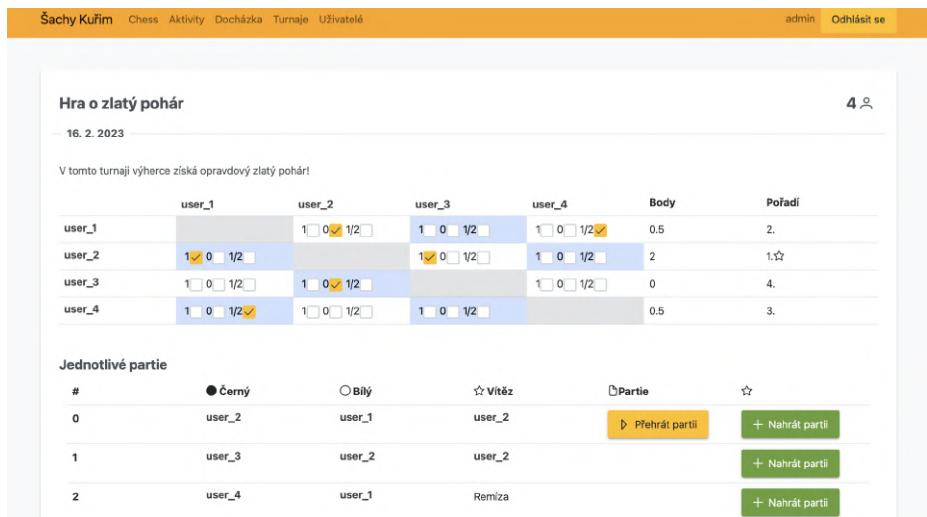 Šachy Kuřim Chess Aktivity Docházka Turnaje Uživatelé admin Odhlásit se
Hra o zlatý pohár 4
16. 2. 2023
V tomto turnaji výherce získá opravdový zlatý pohár!
user_1 user_2 user_3 user_4 Body Pořadí
user_1 1 0 1/2 1 0 1/2 1 0 1/2 0.5 2.
user_2 1 0 1/2 1 0 1/2 1 0 1/2 2 1.
user_3 1 0 1/2 1 0 1/2 1 0 1/2 0 4.
user_4 1 0 1/2 1 0 1/2 1 0 1/2 0.5 3.
Jednotlivé partie
# Černý Bílý Vítěz Partie
0 user_2 user_1 user_2 Přehrát partii + Nahrát partii
1 user_3 user_2 user_2 + Nahrát partii
2 user_4 user_1 Remíza + Nahrát partii